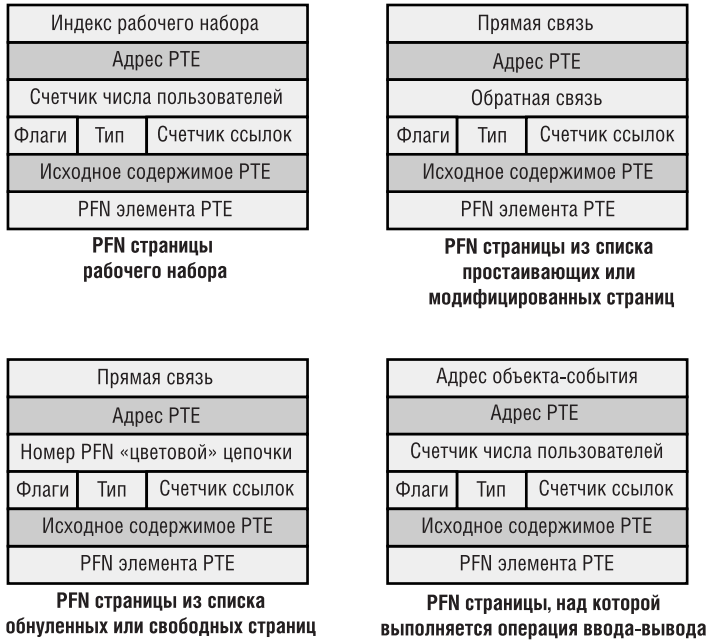 Индекс рабочего набора
Адрес PTE
Счетчик числа пользователей
Флаги Тип Счетчик ссылок
Исходное содержимое PTE
PFN элемента PTE
PFN страницы
рабочего набора
Прямая связь
Адрес PTE
Обратная связь
Флаги Тип Счетчик ссылок
Исходное содержимое PTE
PFN элемента PTE
PFN страницы из списка
простаивающих или
модифицированных страниц
Прямая связь
Адрес PTE
Номер PFN «цветовой» цепочки
Флаги Тип Счетчик ссылок
Исходное содержимое PTE
PFN элемента PTE
PFN страницы из списка
обнуленных или свободных страниц
Адрес объекта-события
Адрес PTE
Счетчик числа пользователей
Флаги Тип Счетчик ссылок
Исходное содержимое PTE
PFN элемента PTE
PFN страницы, над которой
выполняется операция ввода-вывода